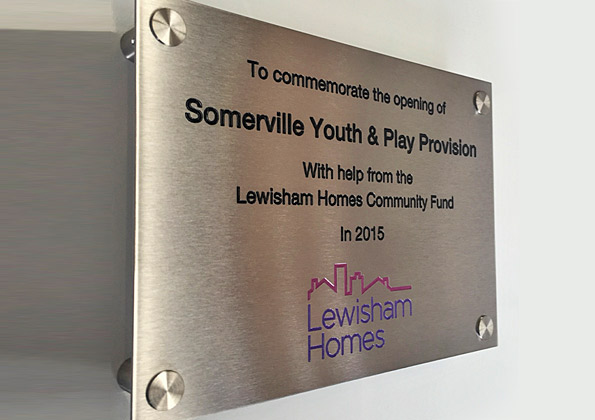 To commemorate the opening of
Somerville Youth & Play Provision
With help from the
Lewisham Homes Community Fund
In 2015
Lewisham
Homes